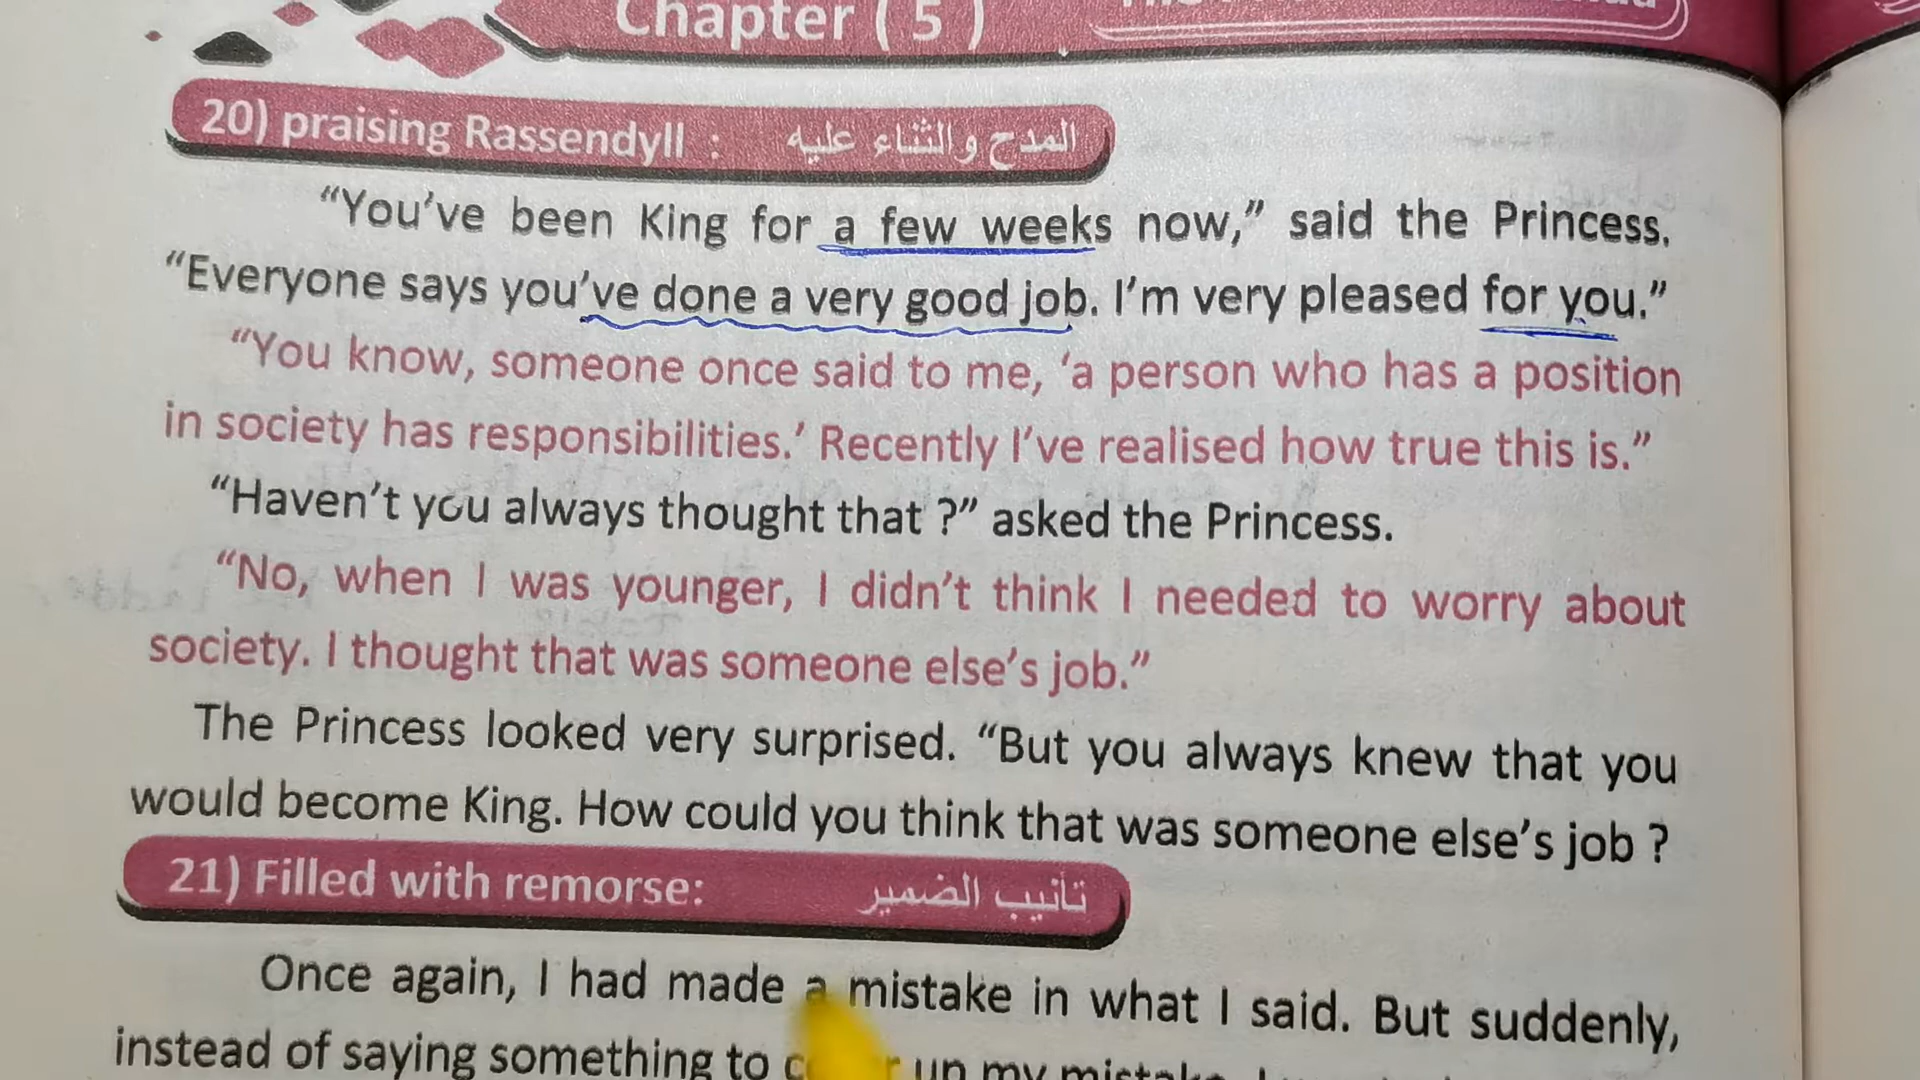 Chapter ( 5 )
20) praising Rassendyll : المدح والثناء عليه
“You’ve been King for a few weeks now,” said the Princess.
“Everyone says you’ve done a very good job. I’m very pleased for you.”
“You know, someone once said to me, ‘a person who has a position
in society has responsibilities.’ Recently I’ve realised how true this is.”
“Haven’t you always thought that ?” asked the Princess.
“No, when I was younger, I didn’t think I needed to worry about
society. I thought that was someone else’s job.”
The Princess looked very surprised. “But you always knew that you
would become King. How could you think that was someone else’s job ?
21) Filled with remorse: تأنيب الضمير
Once again, I had made a mistake in what I said. But suddenly,
instead of saying something to up my mistake,